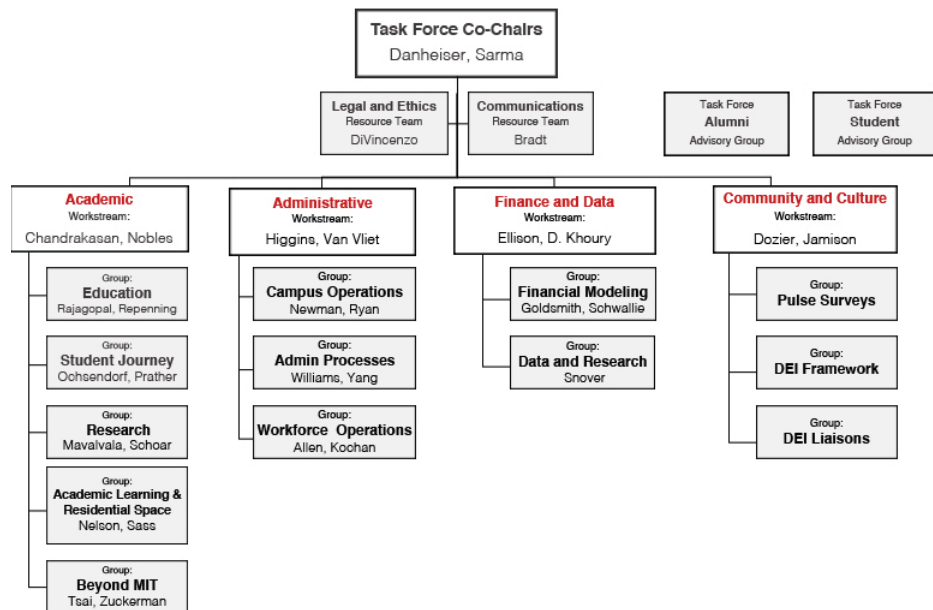 Task Force Co-Chairs
Danheiser, Sarma
Legal and Ethics
Resource Team
DiVincenzo
Communications
Resource Team
Bradt
Task Force
Alumni
Advisory Group
Task Force
Student
Advisory Group
Academic
Workstream:
Chandrakasan, Nobles
Group:
Education
Rajagopal, Repenning
Group:
Student Journey
Ochsendorf, Prather
Group:
Research
Mavalvala, Schoar
Group:
Academic Learning &
Residential Space
Nelson, Sass
Group:
Beyond MIT
Tsai, Zuckerman
Administrative
Workstream:
Higgins, Van Vliet
Group:
Campus Operations
Newman, Ryan
Group:
Admin Processes
Williams, Yang
Group:
Workforce Operations
Allen, Kochan
Finance and Data
Workstream:
Ellison, D. Khoury
Group:
Financial Modeling
Goldsmith, Schwallie
Group:
Data and Research
Snover
Community and Culture
Workstream:
Dozier, Jamison
Group:
Pulse Surveys
Group:
DEI Framework
Group:
DEI Liaisons